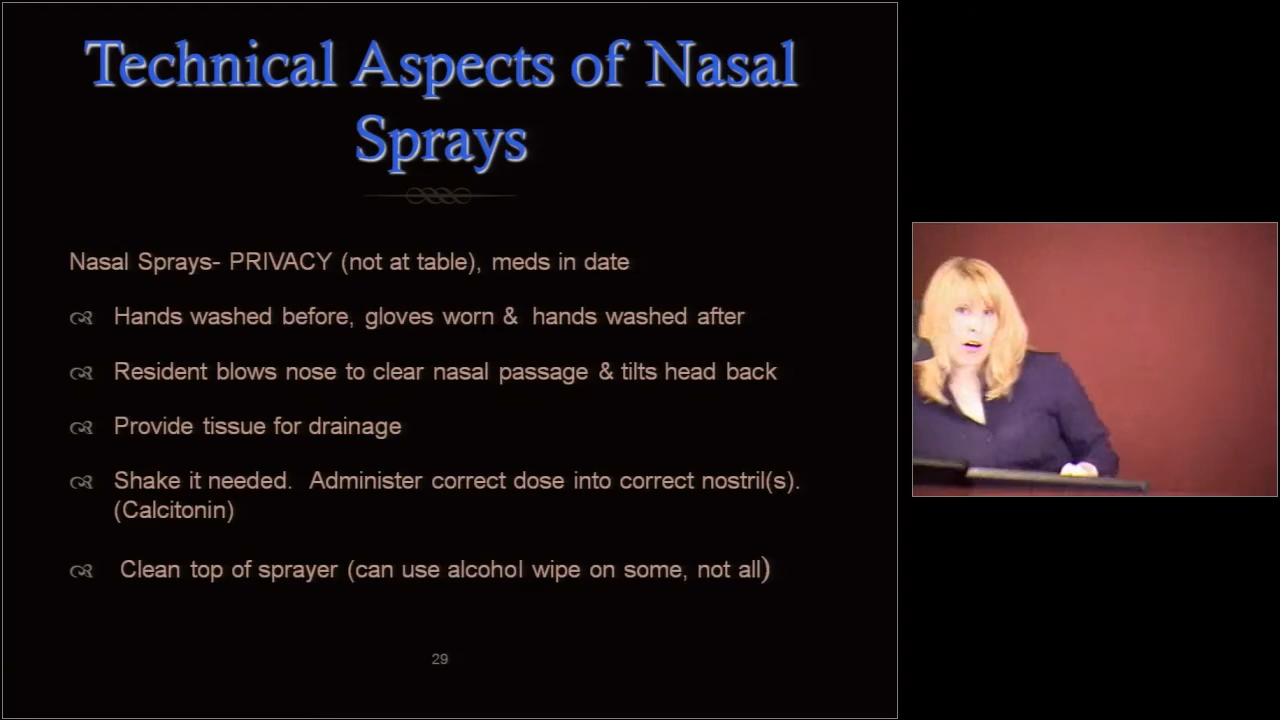 Technical Aspects of Nasal
Sprays
Nasal Sprays- PRIVACY (not at table), meds in date
Hands washed before, gloves worn & hands washed after
Resident blows nose to clear nasal passage & tilts head back
Provide tissue for drainage
Shake it needed. Administer correct dose into correct nostril(s).
(Calcitonin)
Clean top of sprayer (can use alcohol wipe on some, not all)
29